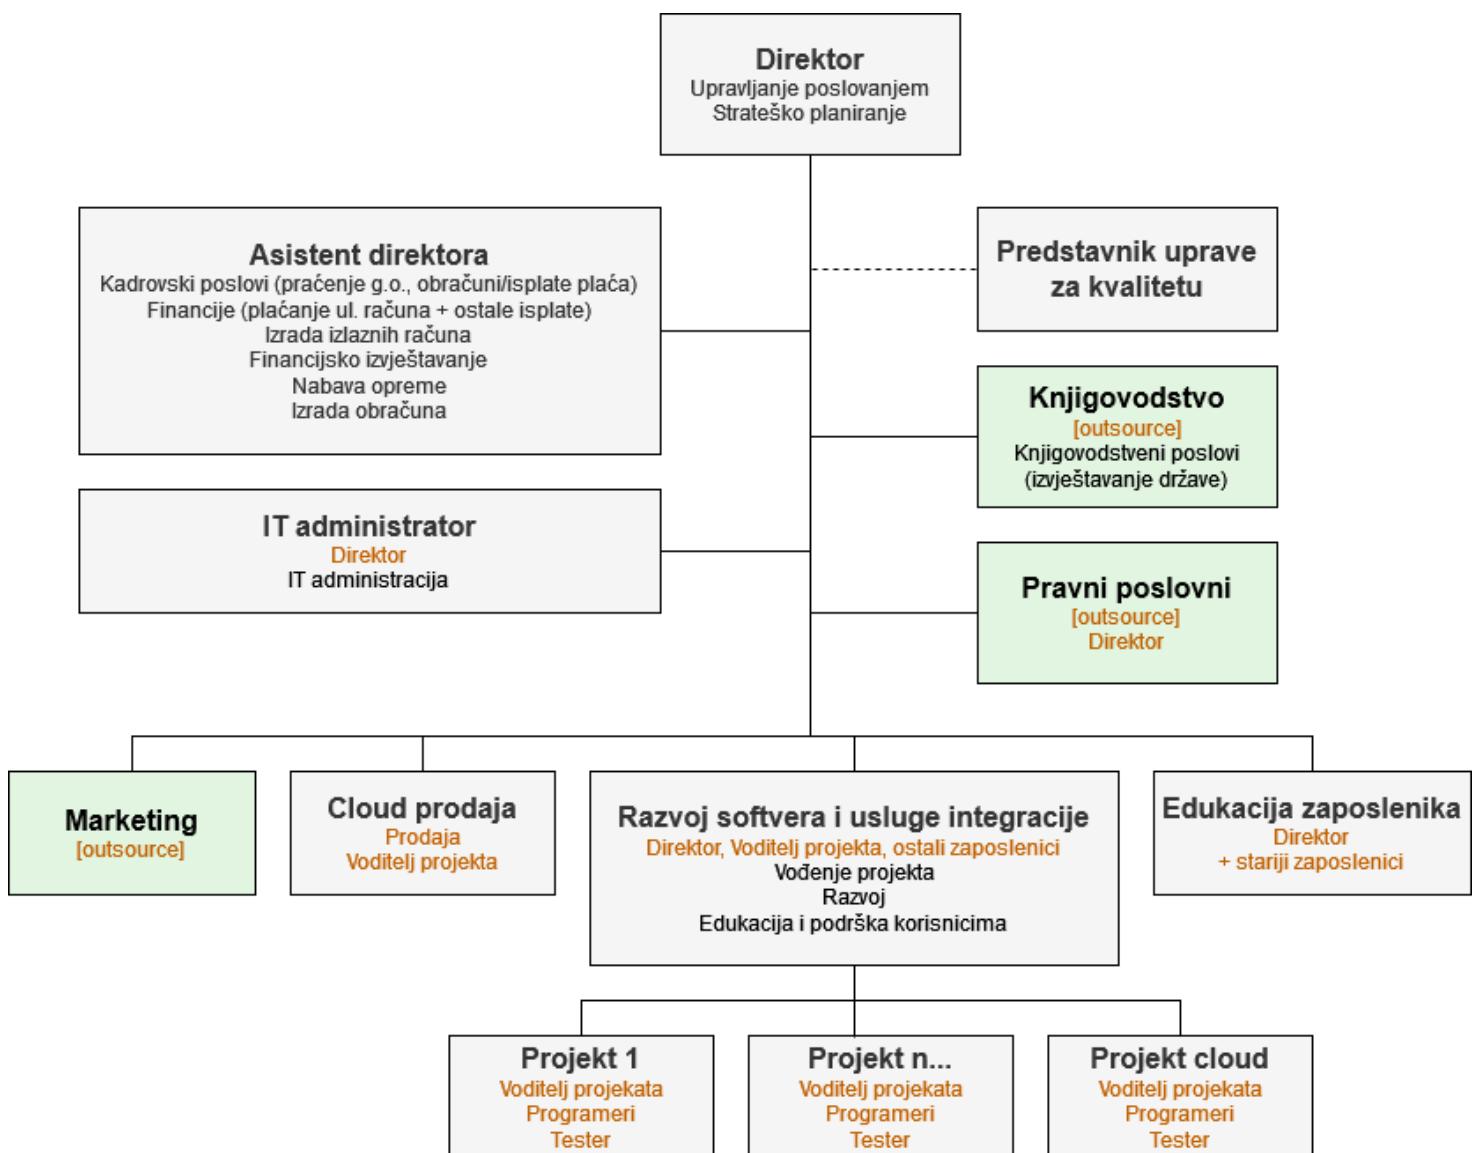 Direktor
Upravljanje poslovanjem
Strateško planiranje
Asistent direktora
Kadrovski poslovi (praćenje g.o., obračuni/isplate plaća)
Financije (plaćanje ul. računa + ostale isplate)
Izrada izlaznih računa
Financijsko izvještavanje
Nabava opreme
Izrada obračuna
Predstavnik uprave
za kvalitetu
Knjigovodstvo
[outsource]
Knjigovodstveni poslovi
(izvještavanje države)
IT administrator
Direktor
IT administracija
Pravni poslovni
[outsource]
Direktor
Marketing
[outsource]
Cloud prodaja
Prodaja
Voditelj projekta
Razvoj softvera i usluge integracije
Direktor, Voditelj projekta, ostali zaposlenici
Vođenje projekta
Razvoj
Edukacija i podrška korisnicima
Edukacija zaposlenika
Direktor
+ stariji zaposlenici
Projekt 1
Voditelj projekata
Programeri
Tester
Projekt n...
Voditelj projekata
Programeri
Tester
Projekt cloud
Voditelj projekata
Programeri
Tester